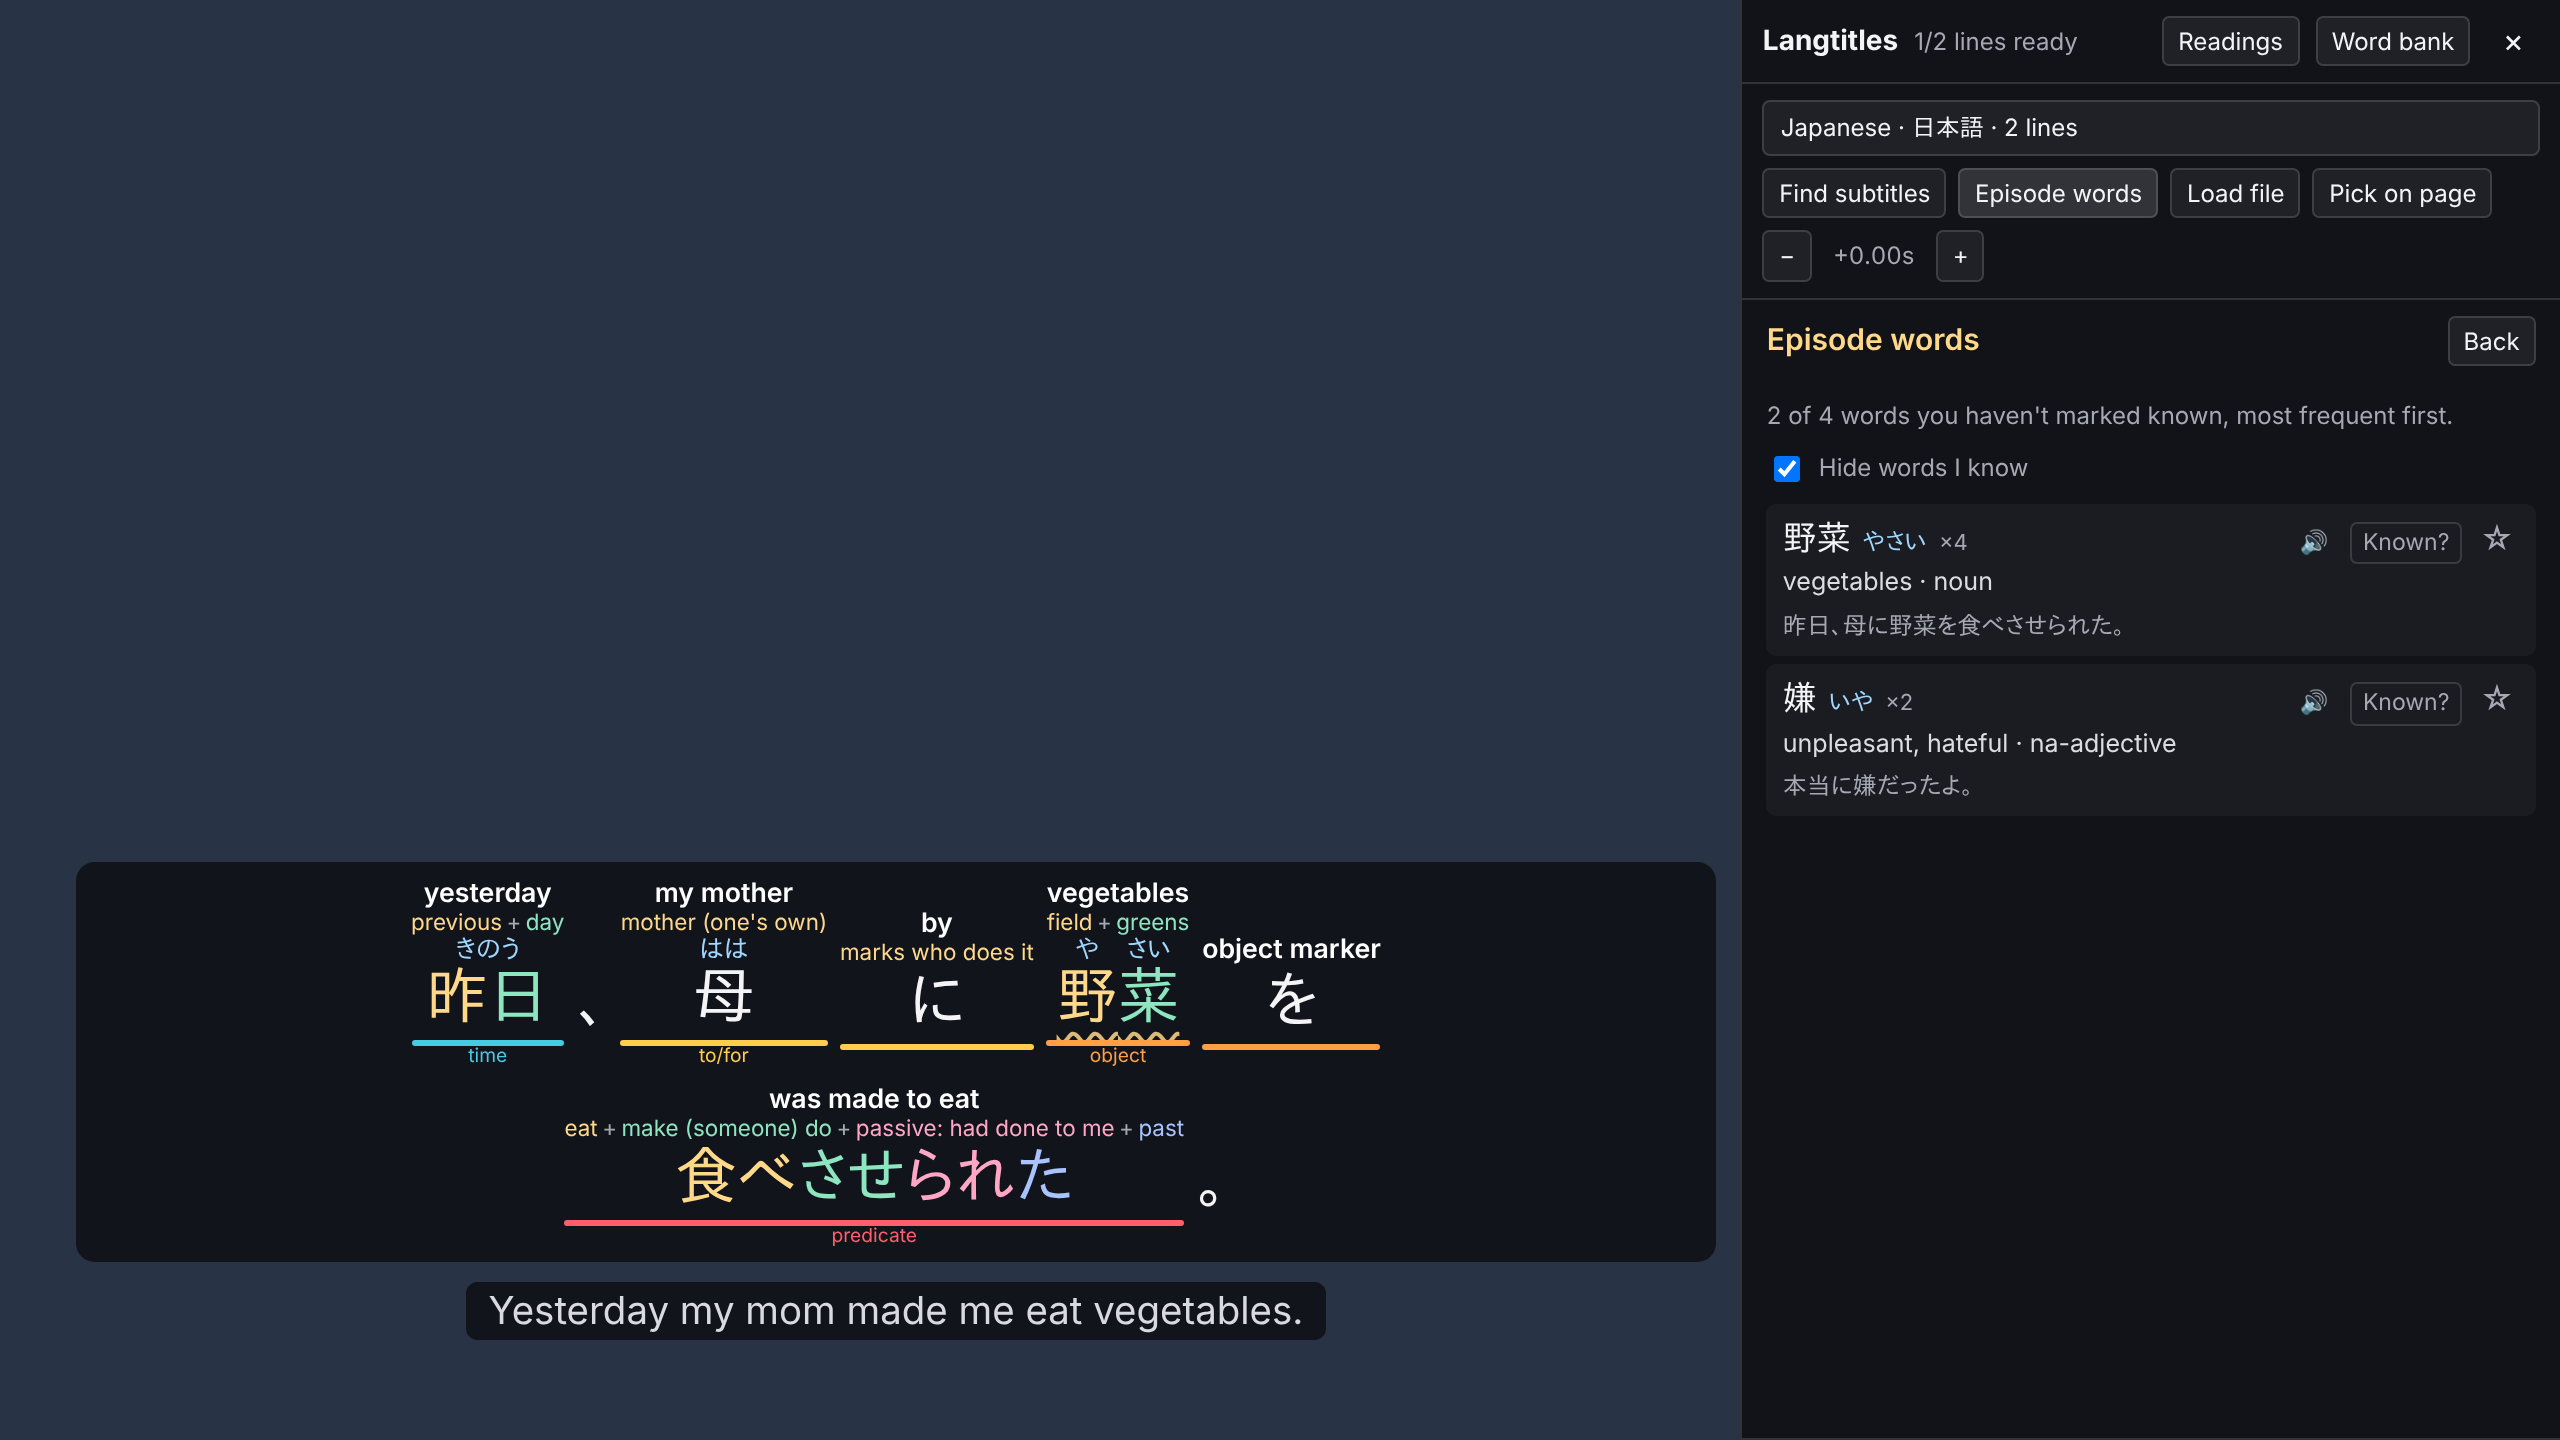 Langtitles 1/2 lines ready Readings Word bank ×
Japanese · 日本語 · 2 lines
Find subtitles Episode words Load file Pick on page
− +0.00s +
Episode words Back
2 of 4 words you haven't marked known, most frequent first.
Hide words I know
野菜 やさい ×4 Known? ☆
vegetables · noun
昨日、母に野菜を食べさせられた。
嫌 いや ×2 Known? ☆
unpleasant, hateful · na-adjective
本当に嫌だったよ。
yesterday my mother by vegetables object marker
previous + day mother (one's own) marks who does it field + greens
きのう はは や さい
昨日、母に野菜を
time to/for object
was made to eat
eat + make (someone) do + passive: had done to me + past
食べさせられた。
predicate
Yesterday my mom made me eat vegetables.